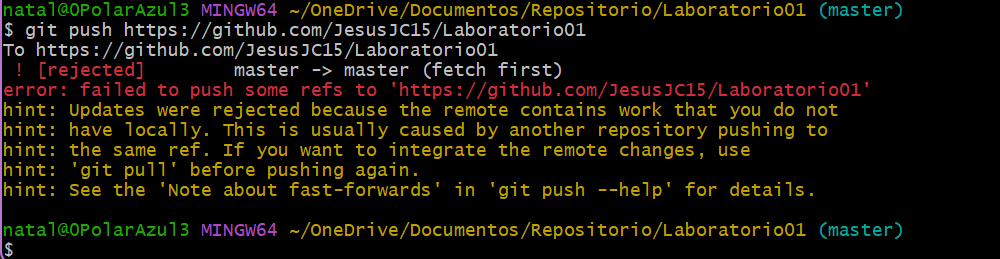 natal@OPolarAzul3 MINGW64 ~/OneDrive/Documentos/Repositorio/Laboratorio01 (master)
$ git push https://github.com/JesusJC15/Laboratorio01
To https://github.com/JesusJC15/Laboratorio01
 ! [rejected]        master -> master (fetch first)
error: failed to push some refs to 'https://github.com/JesusJC15/Laboratorio01'
hint: Updates were rejected because the remote contains work that you do not
hint: have locally. This is usually caused by another repository pushing to
hint: the same ref. If you want to integrate the remote changes, use
hint: 'git pull' before pushing again.
hint: See the 'Note about fast-forwards' in 'git push --help' for details.
natal@OPolarAzul3 MINGW64 ~/OneDrive/Documentos/Repositorio/Laboratorio01 (master)
$